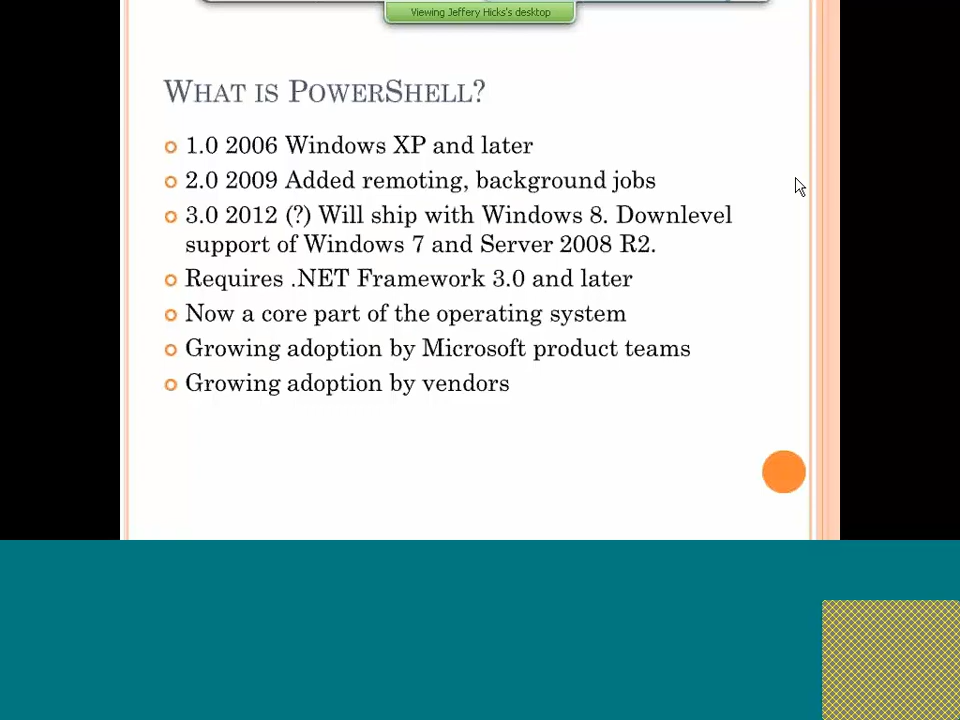 Viewing Jeffery Hicks's desktop
What is PowerShell?
1.0 2006 Windows XP and later
2.0 2009 Added remoting, background jobs
3.0 2012 (?) Will ship with Windows 8. Downlevel
support of Windows 7 and Server 2008 R2.
Requires .NET Framework 3.0 and later
Now a core part of the operating system
Growing adoption by Microsoft product teams
Growing adoption by vendors